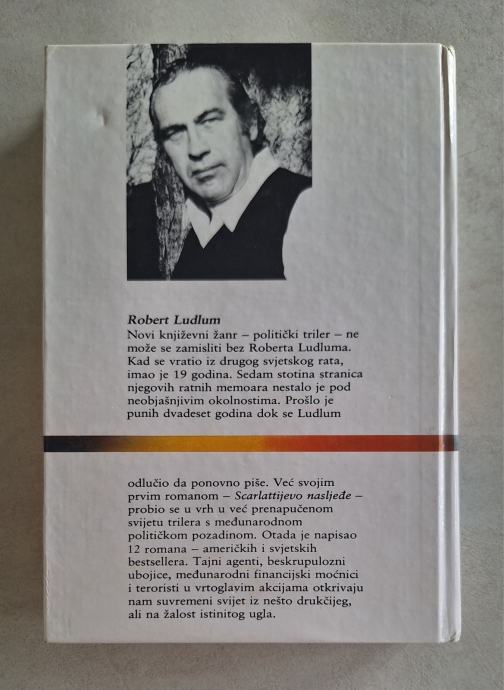 Robert Ludlum
Novi književni žanr – politički triler – ne
može se zamisliti bez Roberta Ludluma.
Kad se vratio iz drugog svjetskog rata,
imao je 19 godina. Sedam stotina stranica
njegovih ratnih memoara nestalo je pod
neobjašnjivim okolnostima. Prošlo je
punih dvadeset godina dok se Ludlum
odlučio da ponovno piše. Već svojim
prvim romanom – Scarlattijevo nasljeđe –
probio se u vrh u već prenapučenom
svijetu trilera s međunarodnom
političkom pozadinom. Otada je napisao
12 romana – američkih i svjetskih
bestsellera. Tajni agenti, beskrupulozni
ubojice, međunarodni financijski moćnici
i teroristi u vrtoglavim akcijama otkrivaju
nam suvremeni svijet iz nešto drukčijeg,
ali na žalost istinitog ugla.